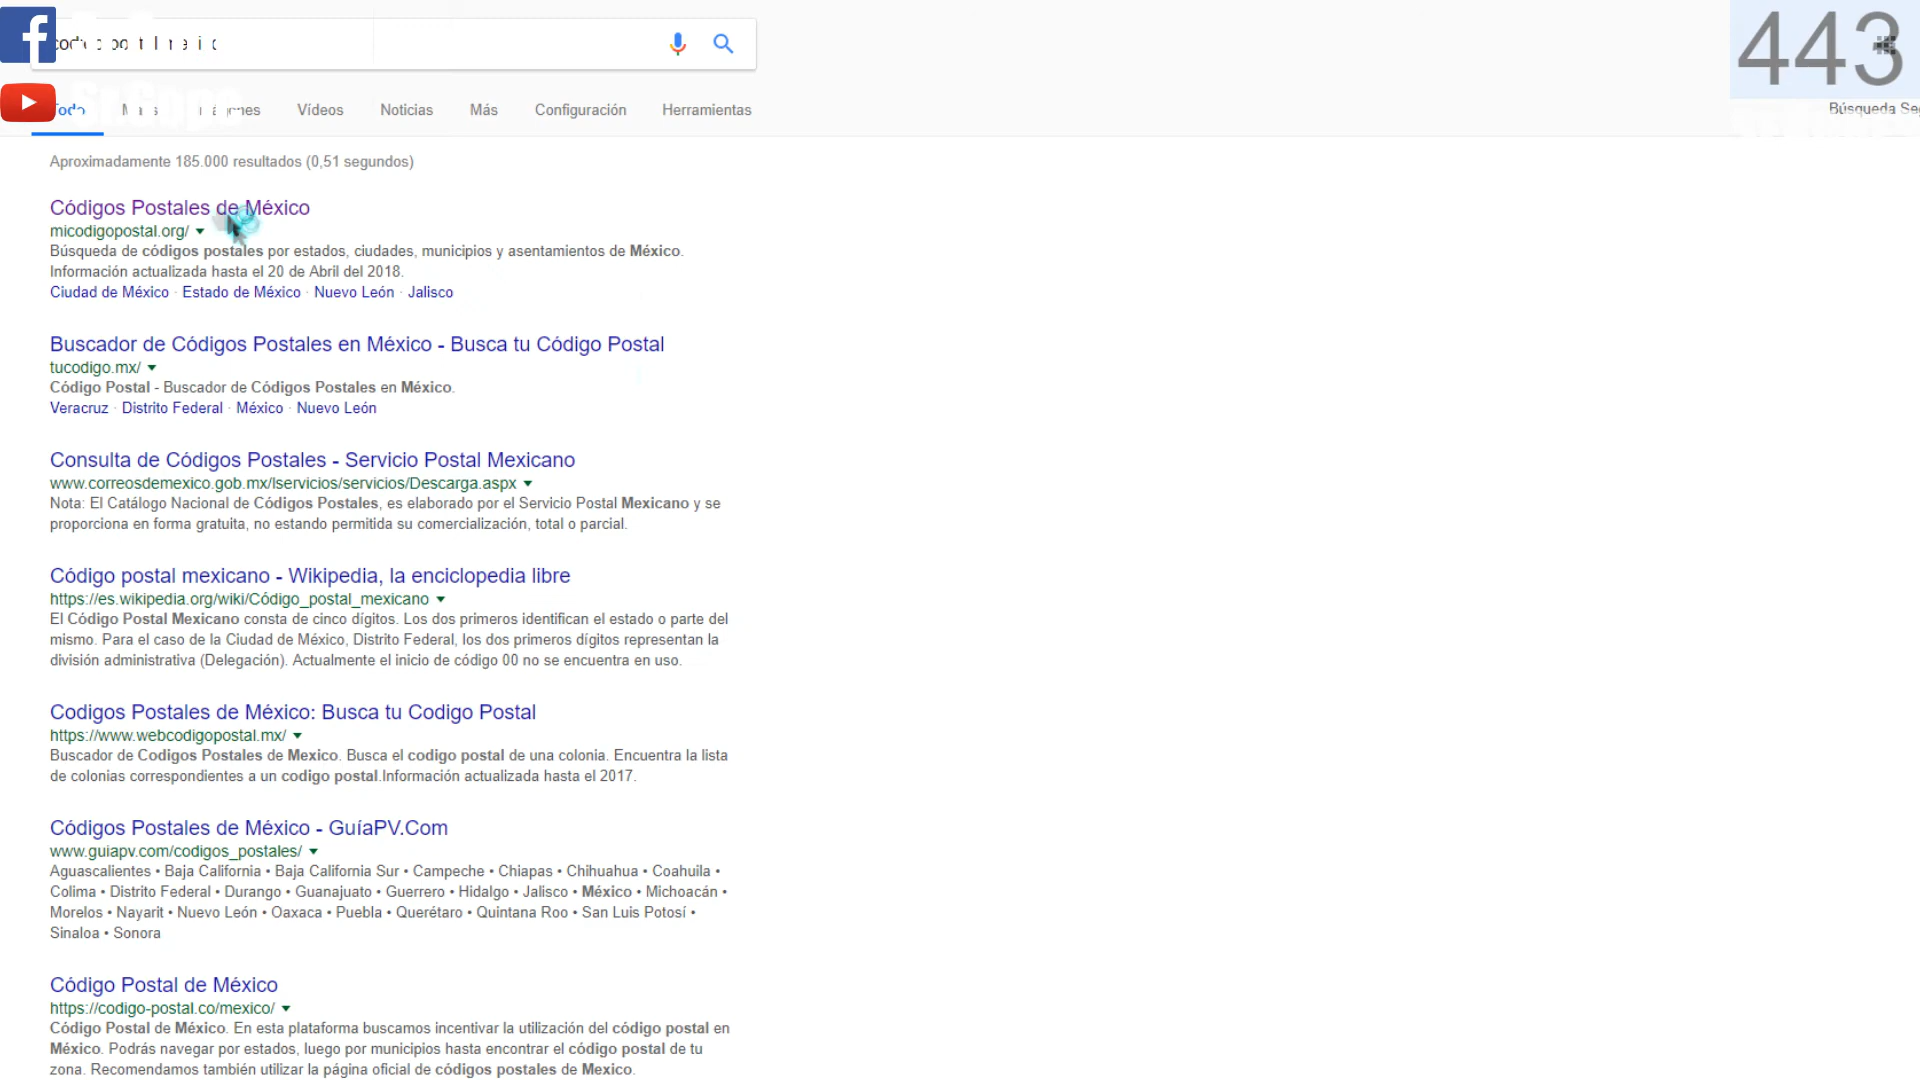 443
Vídeos Noticias Más Configuración Herramientas
Búsqueda
Aproximadamente 185.000 resultados (0,51 segundos)
Códigos Postales de México
micodigopostal.org/
Búsqueda de códigos postales por estados, ciudades, municipios y asentamientos de México.
Información actualizada hasta el 20 de Abril del 2018.
Ciudad de México · Estado de México · Nuevo León · Jalisco
Buscador de Códigos Postales en México - Busca tu Código Postal
tucodigo.mx/
Código Postal - Buscador de Códigos Postales en México.
Veracruz · Distrito Federal · México · Nuevo León
Consulta de Códigos Postales - Servicio Postal Mexicano
www.correosdemexico.gob.mx/lservicios/servicios/Descarga.aspx
Nota: El Catálogo Nacional de Códigos Postales, es elaborado por el Servicio Postal Mexicano y se
proporciona en forma gratuita, no estando permitida su comercialización, total o parcial.
Código postal mexicano - Wikipedia, la enciclopedia libre
https://es.wikipedia.org/wiki/Código_postal_mexicano
El Código Postal Mexicano consta de cinco dígitos. Los dos primeros identifican el estado o parte del
mismo. Para el caso de la Ciudad de México, Distrito Federal, los dos primeros dígitos representan la
división administrativa (Delegación). Actualmente el inicio de código 00 no se encuentra en uso.
Codigos Postales de México: Busca tu Codigo Postal
https://www.webcodigopostal.mx/
Buscador de Codigos Postales de Mexico. Busca el codigo postal de una colonia. Encuentra la lista
de colonias correspondientes a un codigo postal.Información actualizada hasta el 2017.
Códigos Postales de México - GuíaPV.Com
www.guiapv.com/codigos_postales/
Aguascalientes • Baja California • Baja California Sur • Campeche • Chiapas • Chihuahua • Coahuila •
Colima • Distrito Federal • Durango • Guanajuato • Guerrero • Hidalgo • Jalisco • México • Michoacán •
Morelos • Nayarit • Nuevo León • Oaxaca • Puebla • Querétaro • Quintana Roo • San Luis Potosí •
Sinaloa • Sonora
Código Postal de México
https://codigo-postal.co/mexico/
Código Postal de México. En esta plataforma buscamos incentivar la utilización del código postal en
México. Podrás navegar por estados, luego por municipios hasta encontrar el código postal de tu
zona. Recomendamos también utilizar la página oficial de códigos postales de Mexico.